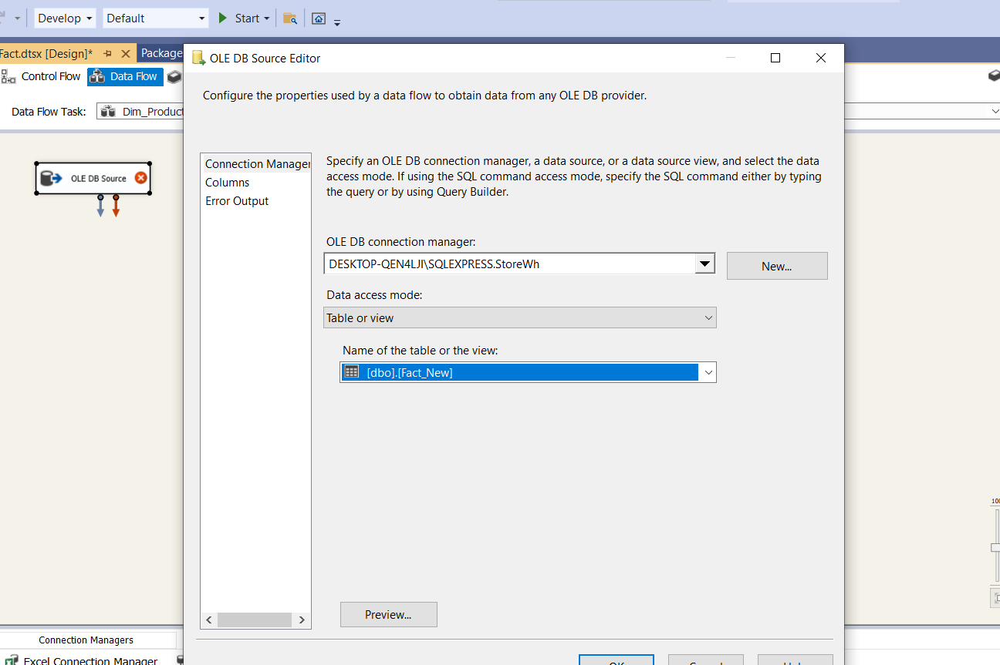 Develop
Default
Start
Fact.dtsx [Design]*
Package
OLE DB Source Editor
Control Flow
Data Flow
Configure the properties used by a data flow to obtain data from any OLE DB provider.
Data Flow Task:
Dim_Product
Connection Manager
Columns
Error Output
Specify an OLE DB connection manager, a data source, or a data source view, and select the data
access mode. If using the SQL command access mode, specify the SQL command either by typing
the query or by using Query Builder.
OLE DB Source
OLE DB connection manager:
DESKTOP-QEN4LJI\SQLEXPRESS.StoreWh
New...
Data access mode:
Table or view
Name of the table or the view:
[dbo].[Fact_New]
100
Preview...
Connection Managers
Excel Connection Manager
OK